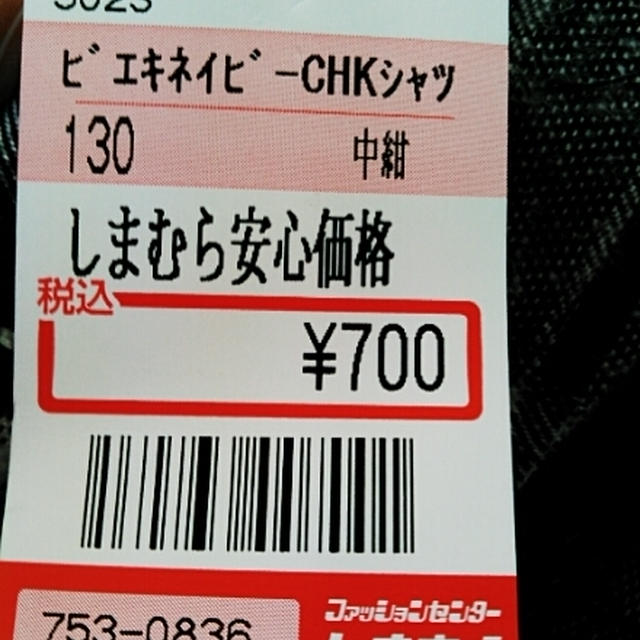 ビエキネイビーCHKシャツ
130 中紺
しまむら安心価格
税込
¥700
753-0836
ファッションセンター